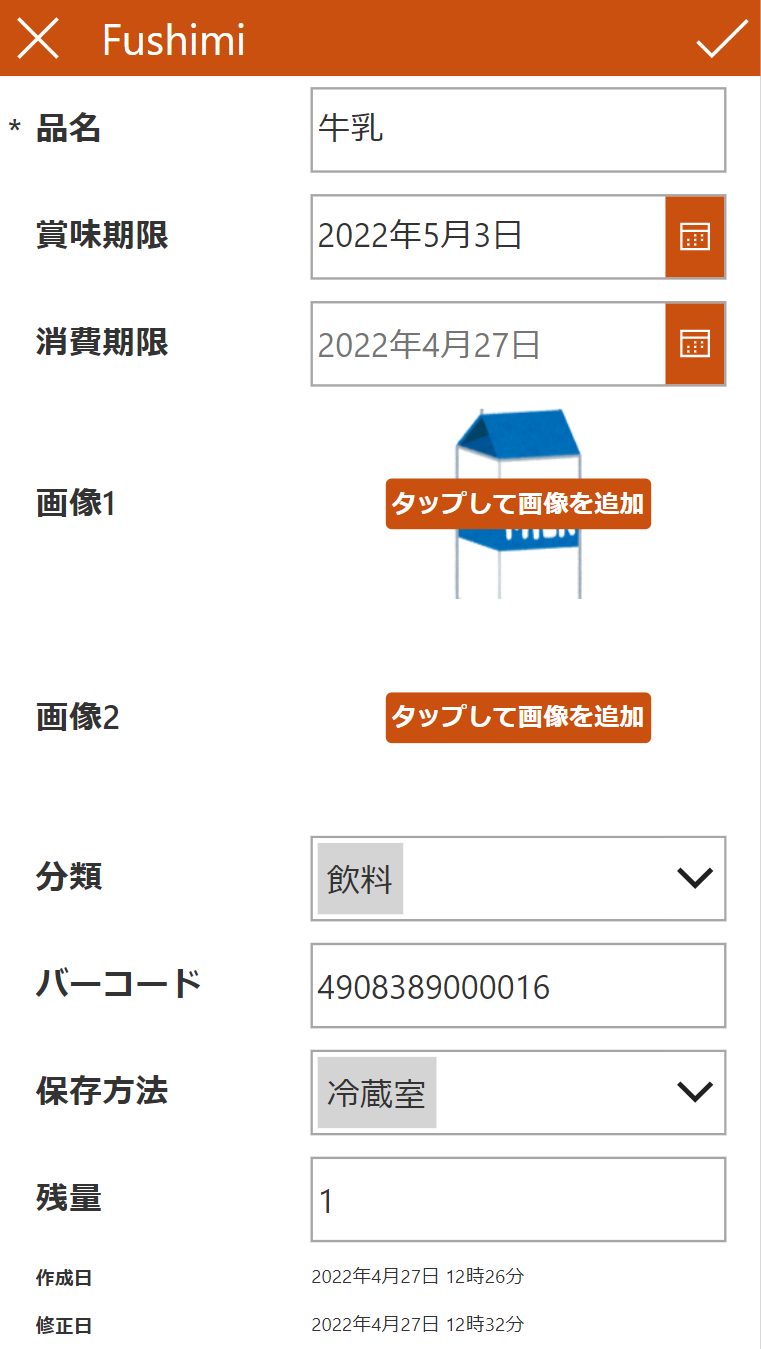 Fushimi
* 品名
牛乳
賞味期限
2022年5月3日
消費期限
2022年4月27日
画像1
タップして画像を追加
画像2
タップして画像を追加
分類
飲料
バーコード
4908389000016
保存方法
冷蔵室
残量
1
作成日
2022年4月27日 12時26分
修正日
2022年4月27日 12時32分